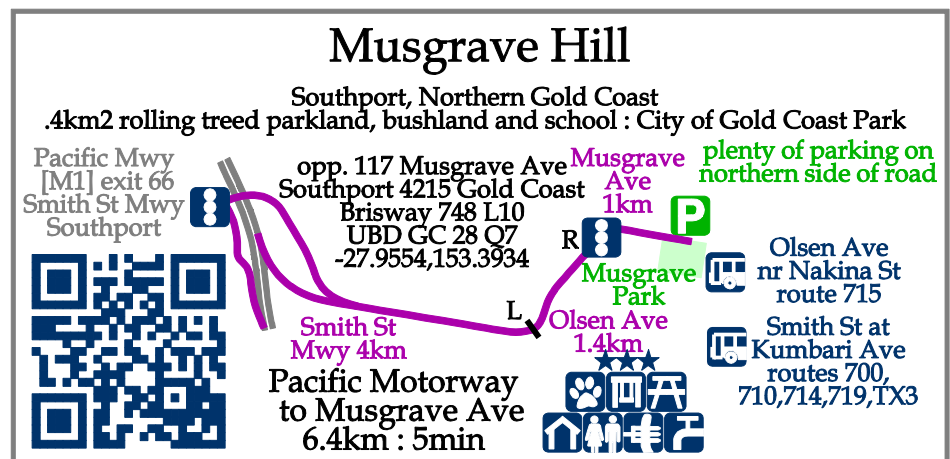 Musgrave Hill
Southport, Northern Gold Coast
.4km2 rolling treed parkland, bushland and school : City of Gold Coast Park
Pacific Mwy
[M1] exit 66
Smith St Mwy
Southport
opp. 117 Musgrave Ave
Southport 4215 Gold Coast
Brisway 748 L10
UBD GC 28 Q7
-27.9554,153.3934
Musgrave
Ave
1km
plenty of parking on
northern side of road
P
R
Musgrave
Park
Olsen Ave
nr Nakina St
route 715
L
Olsen Ave
1.4km
Smith St
Mwy 4km
Smith St at
Kumbari Ave
routes 700,
710,714,719,TX3
Pacific Motorway
to Musgrave Ave
6.4km : 5min